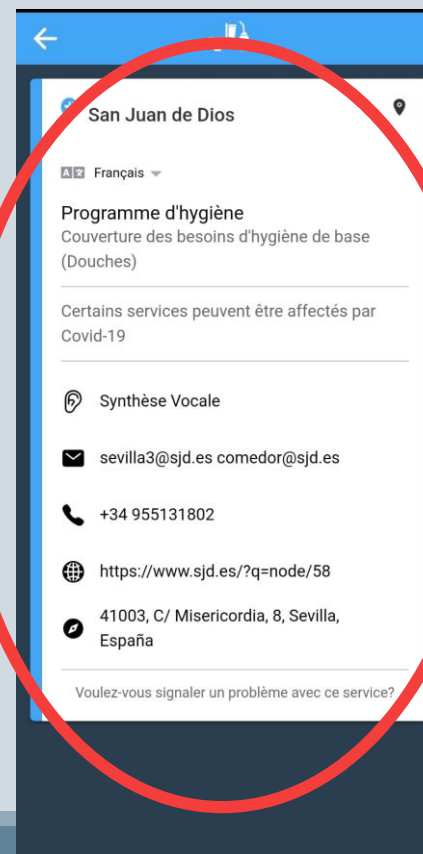 San Juan de Dios
Français
Programme d'hygiène
Couverture des besoins d'hygiène de base
(Douches)
Certains services peuvent être affectés par
Covid-19
Synthèse Vocale
sevilla3@sjd.es comedor@sjd.es
+34 955131802
https://www.sjd.es/?q=node/58
41003, C/ Misericordia, 8, Sevilla,
España
Voulez-vous signaler un problème avec ce service?